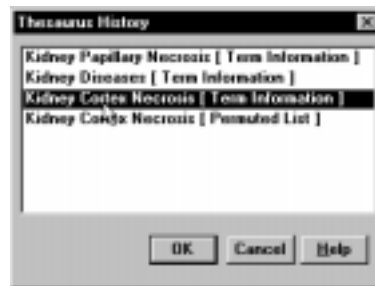 Thesaurus History
Kidney Papillary Necrosis [ Term Information ]
Kidney Diseases [ Term Information ]
Kidney Cortex Necrosis [ Term Information ]
Kidney Cortex Necrosis [ Permuted List ]
OK Cancel Help